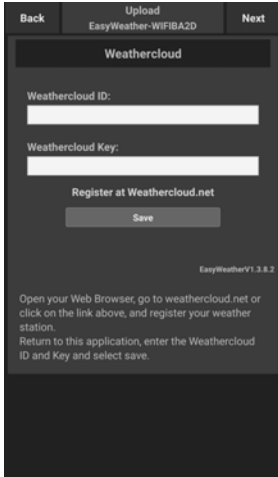 Back
Upload
EasyWeather-WIFIBA2D
Next
Weathercloud
Weathercloud ID:
Weathercloud Key:
Register at Weathercloud.net
Save
EasyWeatherV1.3.8.2
Open your Web Browser, go to weathercloud.net or
click on the link above, and register your weather
station.
Return to this application, enter the Weathercloud
ID and Key and select save.